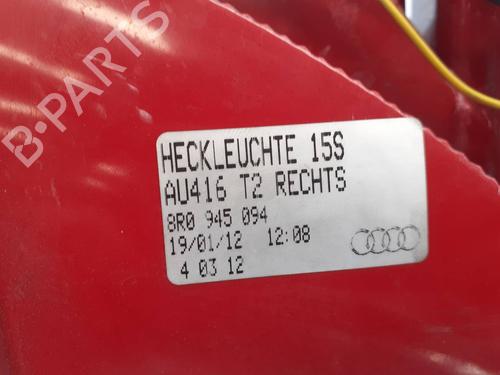 HECKLEUCHTE 15S
AU416 T2 RECHTS
8R0 945 094
19/01/12 12:08
4 03 12
B-PARTS